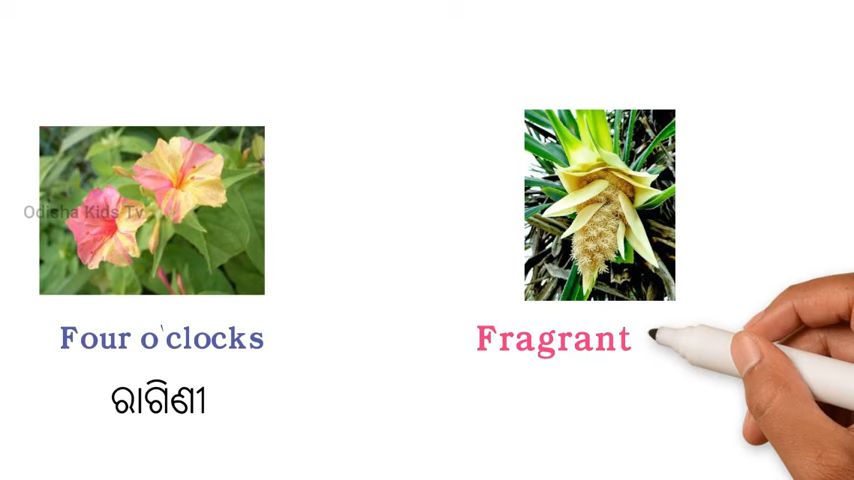 Odisha Kids Tv
Four o'clocks
ରାଗିଣୀ
Fragrant